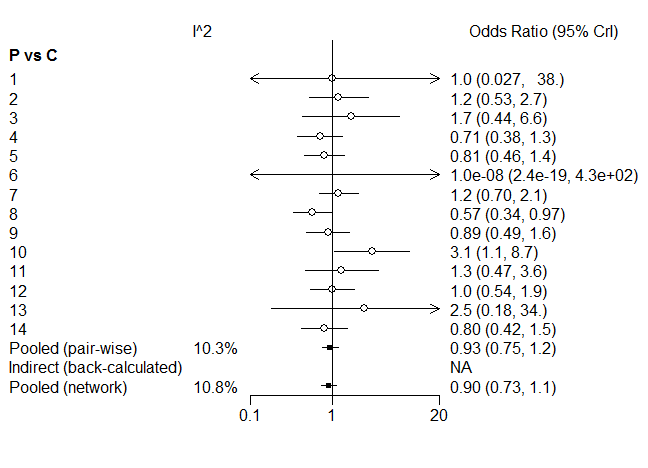 I^2 Odds Ratio (95% CrI)
P vs C
1 1.0 (0.027, 38.)
2 1.2 (0.53, 2.7)
3 1.7 (0.44, 6.6)
4 0.71 (0.38, 1.3)
5 0.81 (0.46, 1.4)
6 1.0e-08 (2.4e-19, 4.3e+02)
7 1.2 (0.70, 2.1)
8 0.57 (0.34, 0.97)
9 0.89 (0.49, 1.6)
10 3.1 (1.1, 8.7)
11 1.3 (0.47, 3.6)
12 1.0 (0.54, 1.9)
13 2.5 (0.18, 34.)
14 0.80 (0.42, 1.5)
Pooled (pair-wise) 10.3% 0.93 (0.75, 1.2)
Indirect (back-calculated) NA
Pooled (network) 10.8% 0.90 (0.73, 1.1)
0.1 1 20